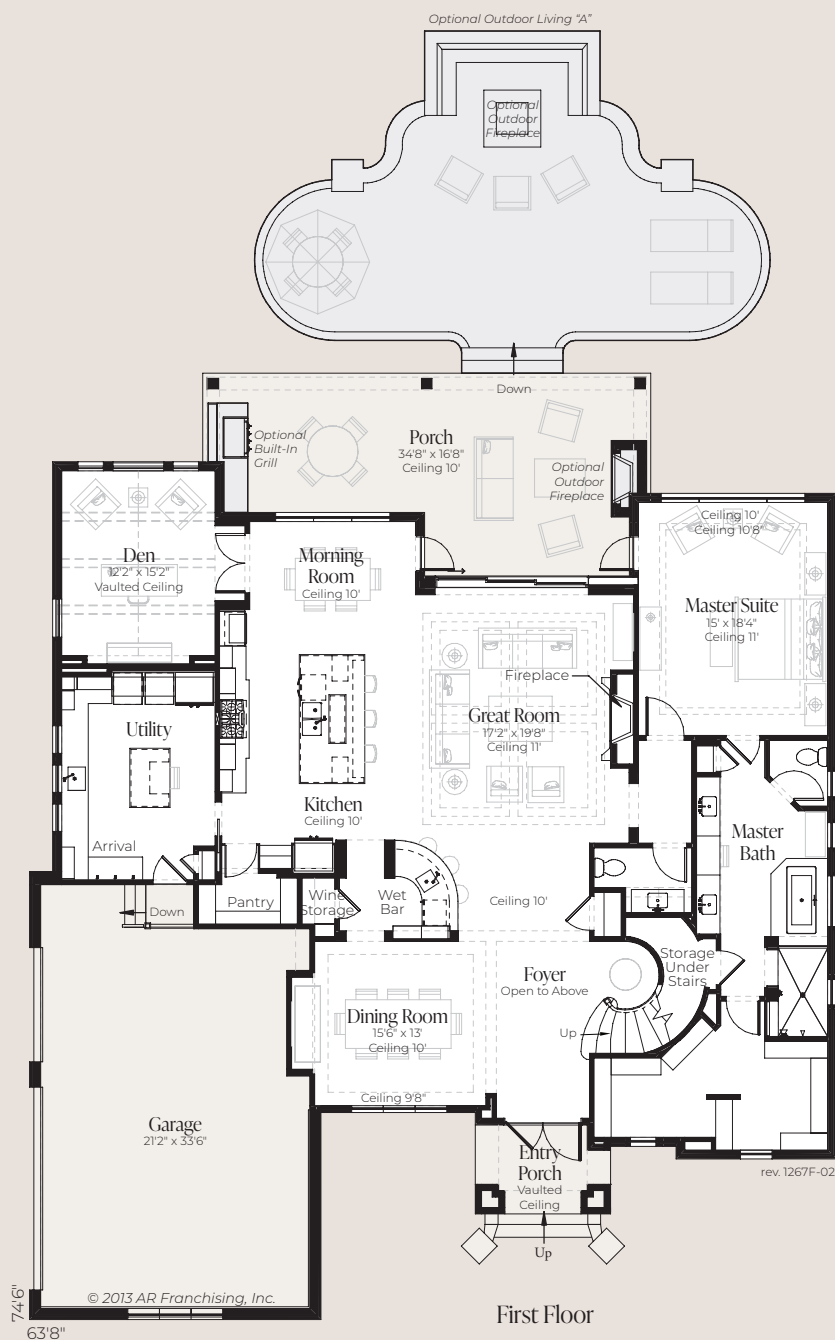 Optional Outdoor Living "A"
Optional
Outdoor
Fireplace
Down
Optional
Built-In
Grill
Porch
34'8" x 16'8"
Ceiling 10'
Optional
Outdoor
Fireplace
Den
12'2" x 15'2"
Vaulted Ceiling
Morning
Room
Ceiling 10'
Ceiling 10'
Ceiling 10'8"
Master Suite
15' x 18'4"
Ceiling 11'
Fireplace
Great Room
17'2" x 19'8"
Ceiling 11'
Utility
Kitchen
Ceiling 10'
Arrival
Master
Bath
Down
Pantry
Wine
Storage
Wet
Bar
Ceiling 10'
Storage
Under
Stairs
Foyer
Open to Above
Up
Dining Room
15'6" x 13'
Ceiling 10'
Ceiling 9'8"
Garage
21'2" x 33'6"
Entry
Porch
Vaulted
Ceiling
Up
rev. 1267F-02
© 2013 AR Franchising, Inc.
First Floor
74'6"
63'8"